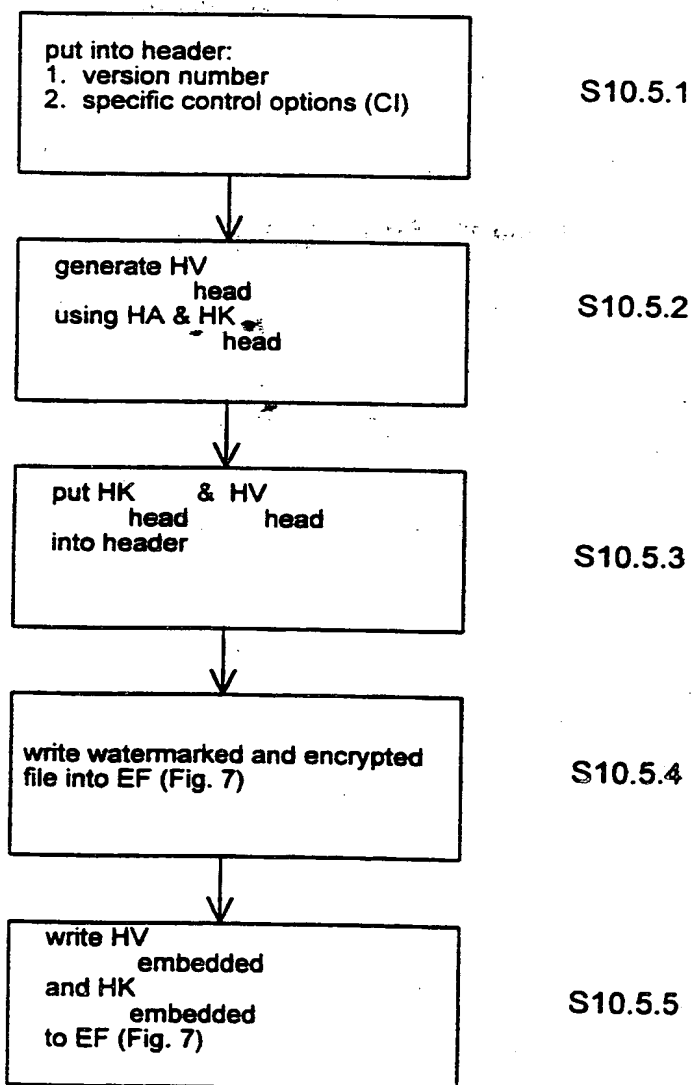 put into header:
1. version number
2. specific control options (CI)
S10.5.1
generate HV
head
using HA & HK
head
S10.5.2
put HK & HV
head head
into header
S10.5.3
write watermarked and encrypted
file into EF (Fig. 7)
S10.5.4
write HV
embedded
and HK
embedded
to EF (Fig. 7)
S10.5.5